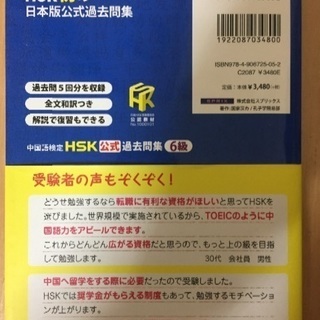 日本版公式過去問集
1922087034800
過去問5回分を収録
全文和訳つき
解説で復習もできる
ISBN978-4-906725-05-2
C2087 ¥3480E
定価:本体 ¥3,480 +税
発行:株式会社スプリックス
中国語検定 HSK 公式 過去問集 6級
受験者の声もぞくぞく!
どうせ勉強するなら転職に有利な資格がほしいと思ってHSKを
選びました。世界規模で実施されているから、TOEICのように中
国語力をアピールできます。
これからどんどん広がる資格だと思うので、もっと上の級を目指し
て勉強します。
30代 会社員 男性
中国へ留学をする際に必要だったので受験しました。
HSKでは奨学金がもらえる制度もあって、勉強するモチベーショ
ンが上がります。